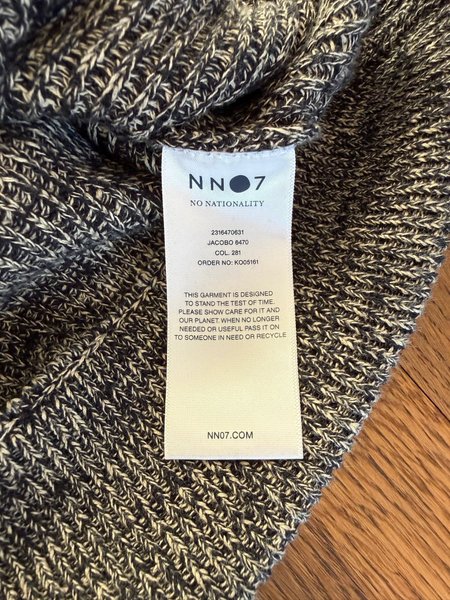 NN07
NO NATIONALITY
2316470631
JACOBO 6470
COL. 281
ORDER NO: KO05161
THIS GARMENT IS DESIGNED
TO STAND THE TEST OF TIME.
PLEASE SHOW CARE FOR IT AND
OUR PLANET. WHEN NO LONGER
NEEDED OR USEFUL PASS IT ON
TO SOMEONE IN NEED OR RECYCLE
NN07.COM